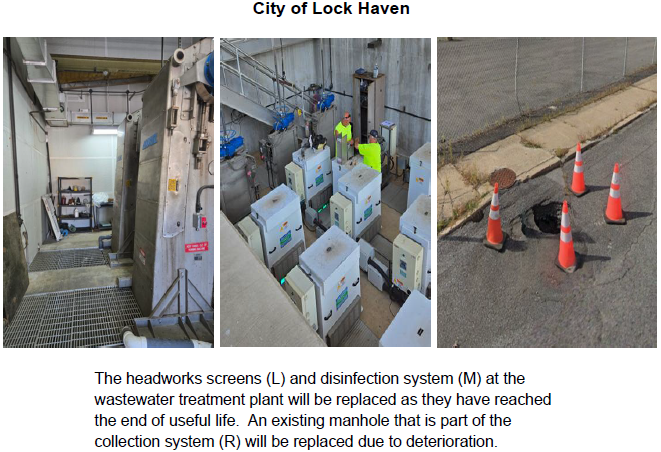 City of Lock Haven
The headworks screens (L) and disinfection system (M) at the
wastewater treatment plant will be replaced as they have reached
the end of useful life.  An existing manhole that is part of the
collection system (R) will be replaced due to deterioration.